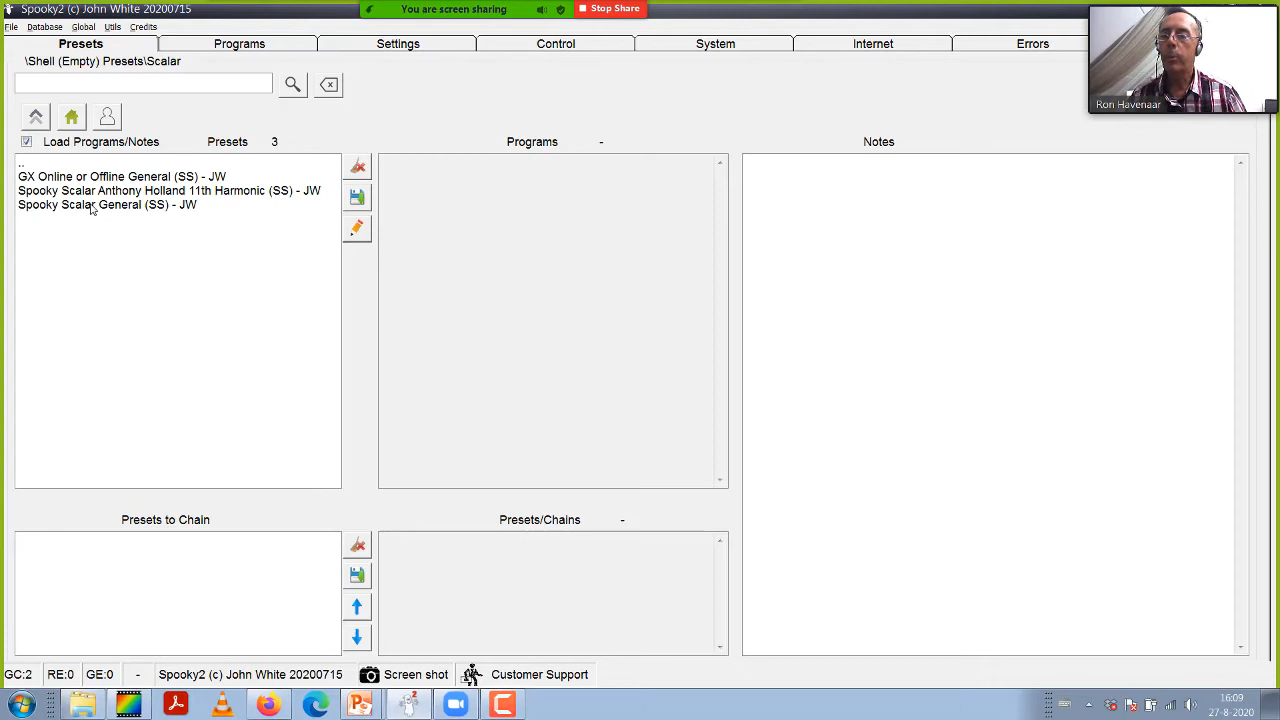 Spooky2 (c) John White 20200715
You are screen sharing
Stop Share
File Database Global Utils Credits
Presets Programs Settings Control System Internet Errors
\Shell (Empty) Presets\Scalar
Ron Havenaar
Load Programs/Notes Presets 3 Programs - Notes
..
GX Online or Offline General (SS) - JW
Spooky Scalar Anthony Holland 11th Harmonic (SS) - JW
Spooky Scalar General (SS) - JW
Presets to Chain Presets/Chains -
GC:2 RE:0 GE:0 - Spooky2 (c) John White 20200715 Screen shot Customer Support
16:09
27-8-2020